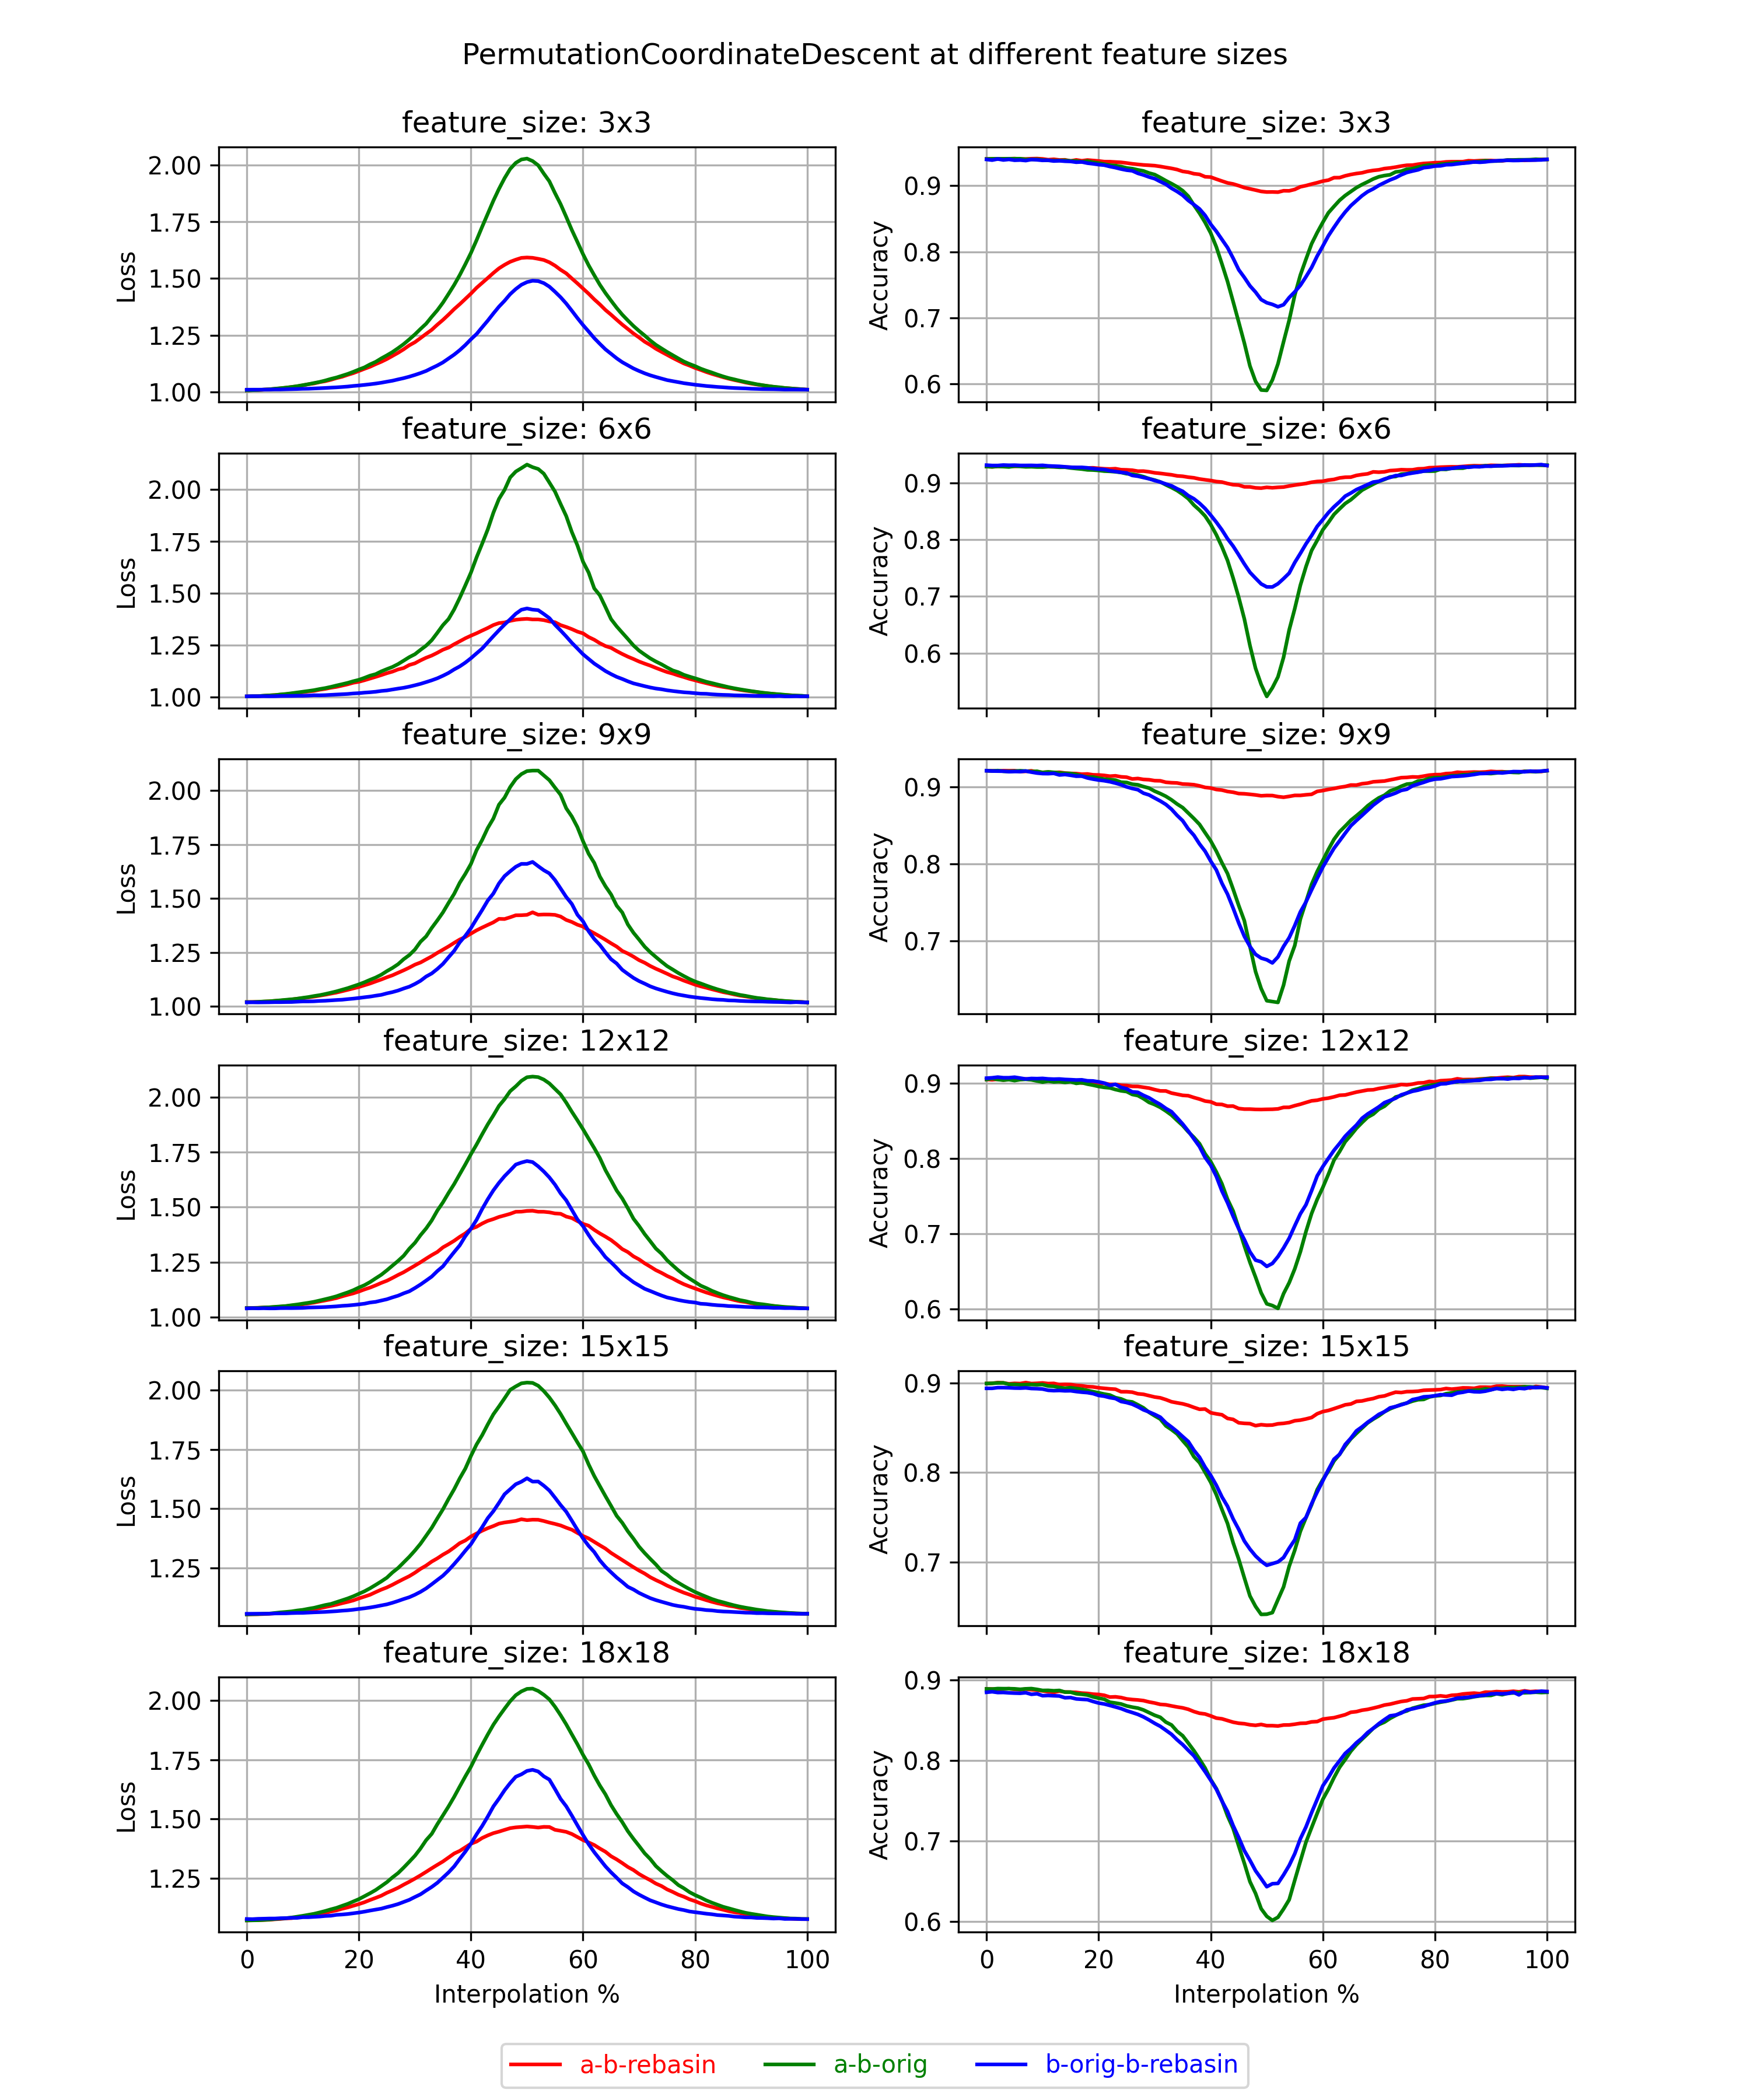 PermutationCoordinateDescent at different feature sizes
feature_size: 3x3
feature_size: 3x3
2.00
1.75
1.50
1.25
1.00
Loss
0.9
0.8
0.7
0.6
Accuracy
feature_size: 6x6
feature_size: 6x6
2.00
1.75
1.50
1.25
1.00
Loss
0.9
0.8
0.7
0.6
Accuracy
feature_size: 9x9
feature_size: 9x9
2.00
1.75
1.50
1.25
1.00
Loss
0.9
0.8
0.7
Accuracy
feature_size: 12x12
feature_size: 12x12
2.00
1.75
1.50
1.25
1.00
Loss
0.9
0.8
0.7
0.6
Accuracy
feature_size: 15x15
feature_size: 15x15
2.00
1.75
1.50
1.25
Loss
0.9
0.8
0.7
Accuracy
feature_size: 18x18
feature_size: 18x18
2.00
1.75
1.50
1.25
Loss
0.9
0.8
0.7
0.6
Accuracy
0 20 40 60 80 100
0 20 40 60 80 100
Interpolation %
Interpolation %
a-b-rebasin a-b-orig b-orig-b-rebasin